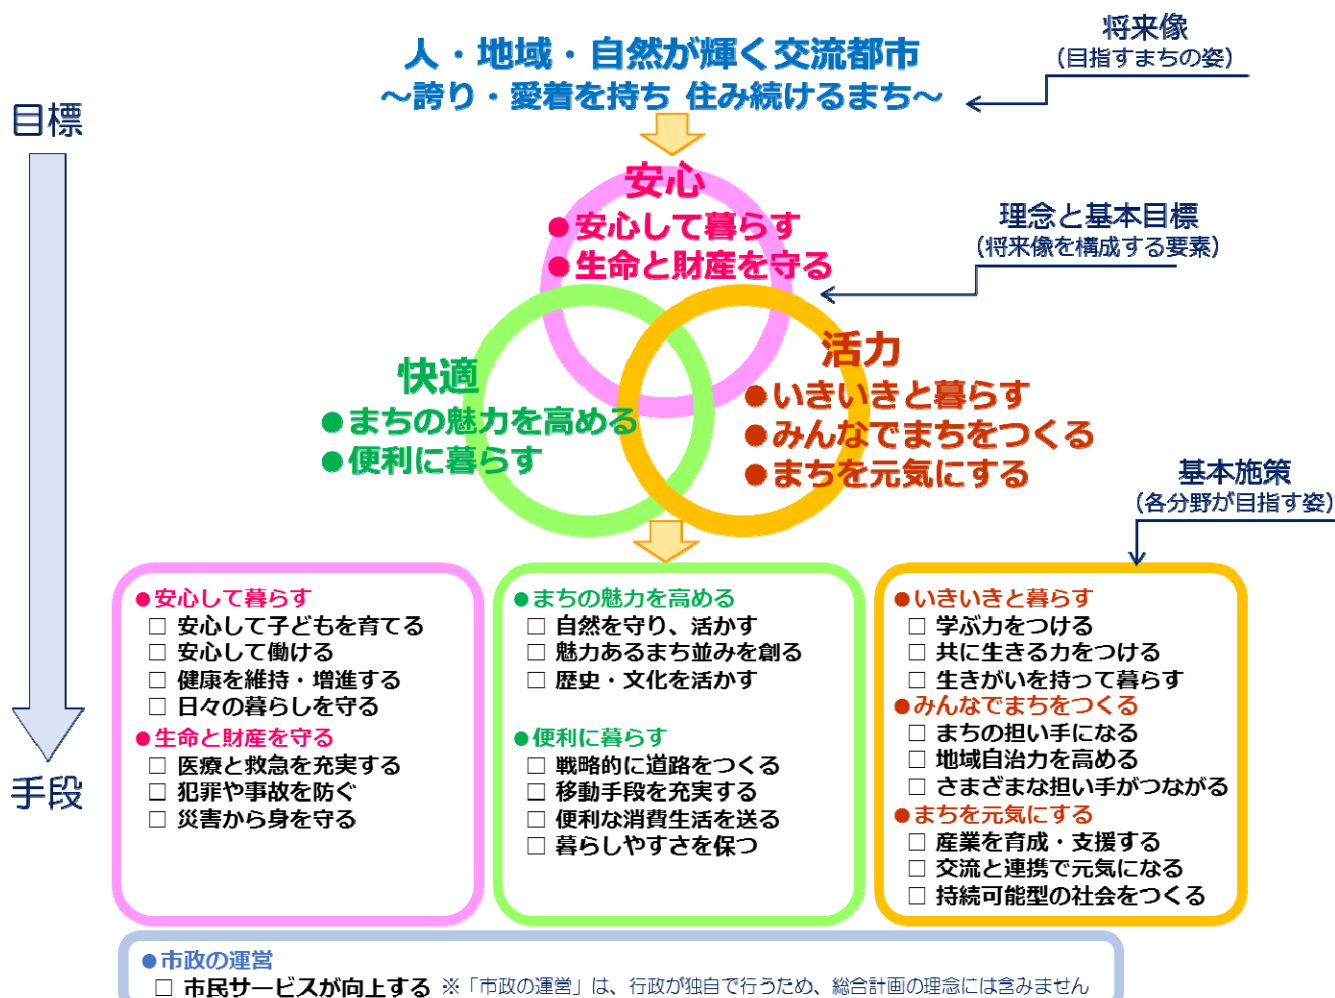 人・地域・自然が輝く交流都市
～誇り・愛着を持ち 住み続けるまち～
将来像
(目指すまちの姿)
目標
安心
●安心して暮らす
●生命と財産を守る
理念と基本目標
(将来像を構成する要素)
快適
●まちの魅力を高める
●便利に暮らす
活力
●いきいきと暮らす
●みんなでまちをつくる
●まちを元気にする
基本施策
(各分野が目指す姿)
手段
●安心して暮らす
□ 安心して子どもを育てる
□ 安心して働ける
□ 健康を維持・増進する
□ 日々の暮らしを守る
●生命と財産を守る
□ 医療と救急を充実する
□ 犯罪や事故を防ぐ
□ 災害から身を守る
●まちの魅力を高める
□ 自然を守り、活かす
□ 魅力あるまち並みを創る
□ 歴史・文化を活かす
●便利に暮らす
□ 戦略的に道路をつくる
□ 移動手段を充実する
□ 便利な消費生活を送る
□ 暮らしやすさを保つ
●いきいきと暮らす
□ 学ぶ力をつける
□ 共に生きる力をつける
□ 生きがいを持って暮らす
●みんなでまちをつくる
□ まちの担い手になる
□ 地域自治力を高める
□ さまざまな担い手がつながる
●まちを元気にする
□ 産業を育成・支援する
□ 交流と連携で元気になる
□ 持続可能型の社会をつくる
●市政の運営
□ 市民サービスが向上する ※「市政の運営」は、行政が独自で行うため、総合計画の理念には含みません